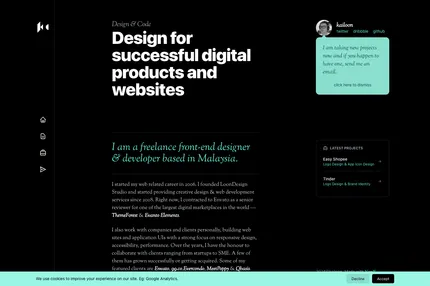 Design & Code
Design for
successful digital
products and
websites
I am a freelance front-end designer
& developer based in Malaysia.
I started my web related career in 2006. I founded LoonDesign
Studio and started providing creative design & web development
services since 2008. Right now, I contracted to Envato as a senior
reviewer for one of the largest digital marketplaces in the world —
ThemeForest & Envato Elements.
I also work with companies and clients personally, building web
sites and application UIs with a strong focus on responsive design,
accessibility, performance. Over the years, I have the honour to
collaborate with clients ranging from startups to SME. A few of
them has grown successfully or getting acquired. Some of my
featured clients are Envato, 99.co, Everly, ManPuppy & Qhasis
kailoon
twitter dribbble github
I am taking new projects
now and if you happen to
have one, send me an
email.
Click Here to Mailbox
LATEST PROJECTS
Easy Shopee
Logo Design & App Icon Design
Tinder
Logo Design & Brand Identity
We use cookies to improve your experience on our site. Eg: Google Analytics.
Decline
Accept